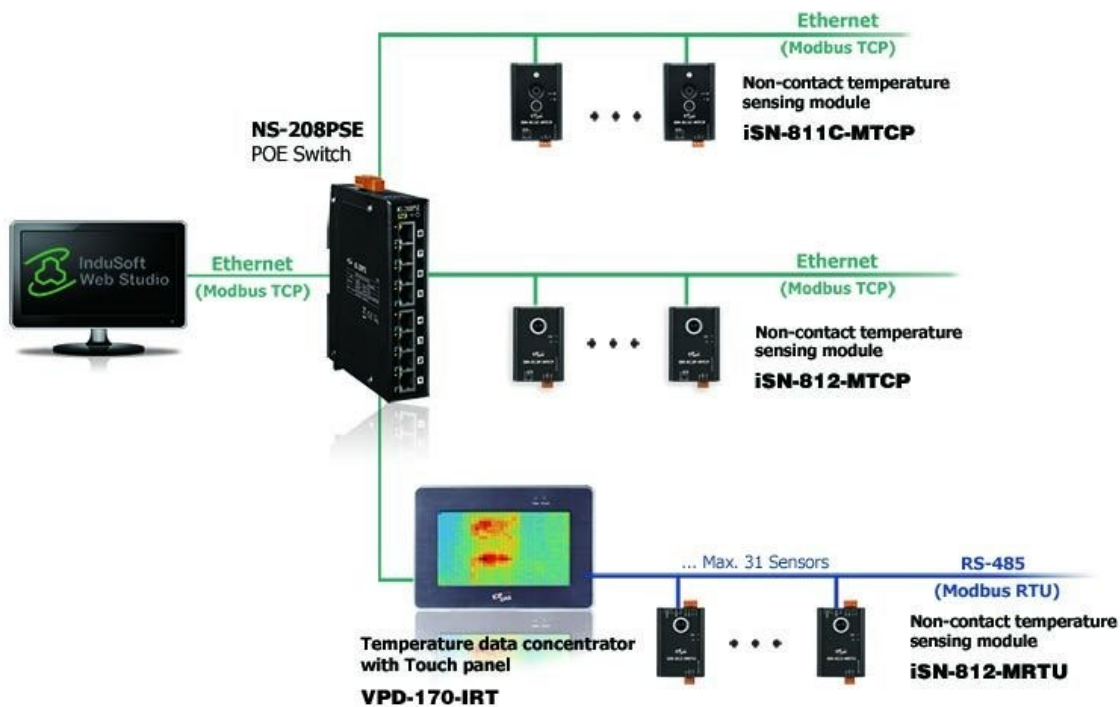 Ethernet
(Modbus TCP)
Non-contact temperature
sensing module
iSN-811C-MTCP
NS-208PSE
POE Switch
InduSoft
Web Studio
Ethernet
(Modbus TCP)
Ethernet
(Modbus TCP)
Non-contact temperature
sensing module
iSN-812-MTCP
... Max. 31 Sensors
RS-485
(Modbus RTU)
Temperature data concentrator
with Touch panel
VPD-170-IRT
Non-contact temperature
sensing module
iSN-812-MRTU